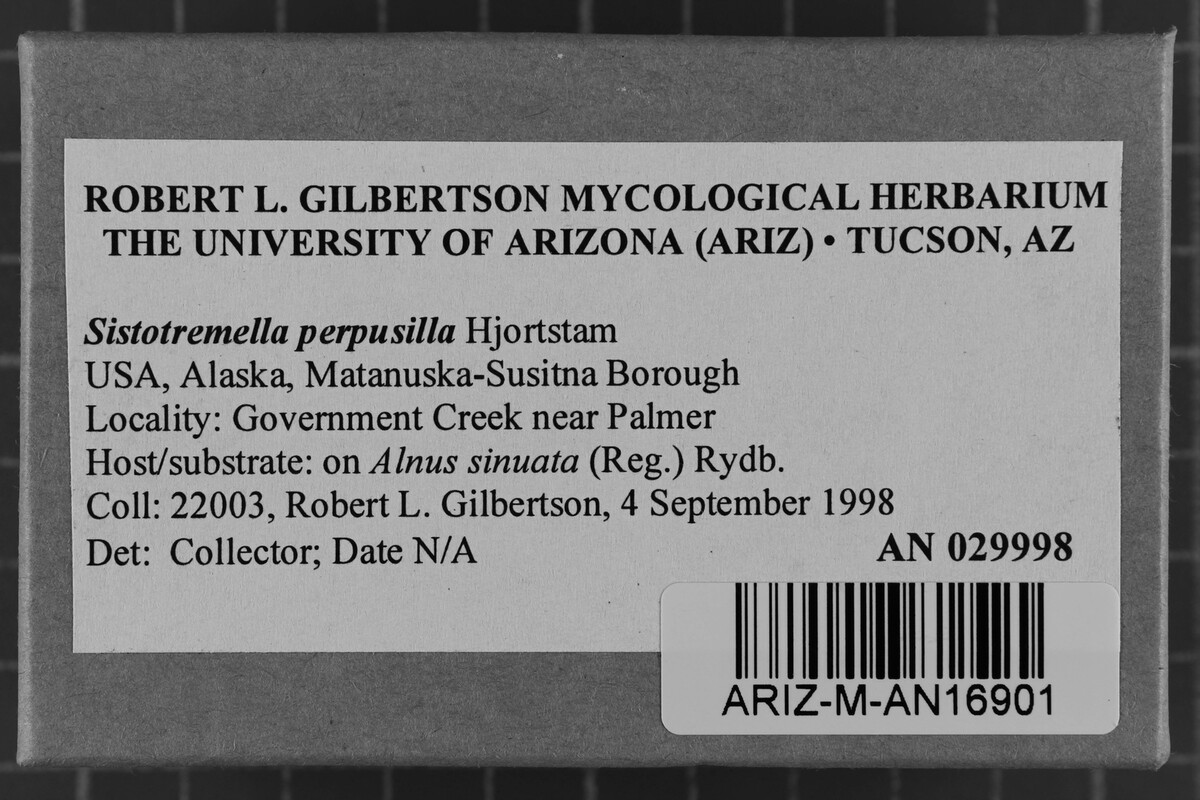 ROBERT L. GILBERTSON MYCOLOGICAL HERBARIUM
THE UNIVERSITY OF ARIZONA (ARIZ) • TUCSON, AZ
Sistotremella perpusilla Hjortstam
USA, Alaska, Matanuska-Susitna Borough
Locality: Government Creek near Palmer
Host/substrate: on Alnus sinuata (Reg.) Rydb.
Coll: 22003, Robert L. Gilbertson, 4 September 1998
Det: Collector; Date N/A AN 029998
ARIZ-M-AN16901